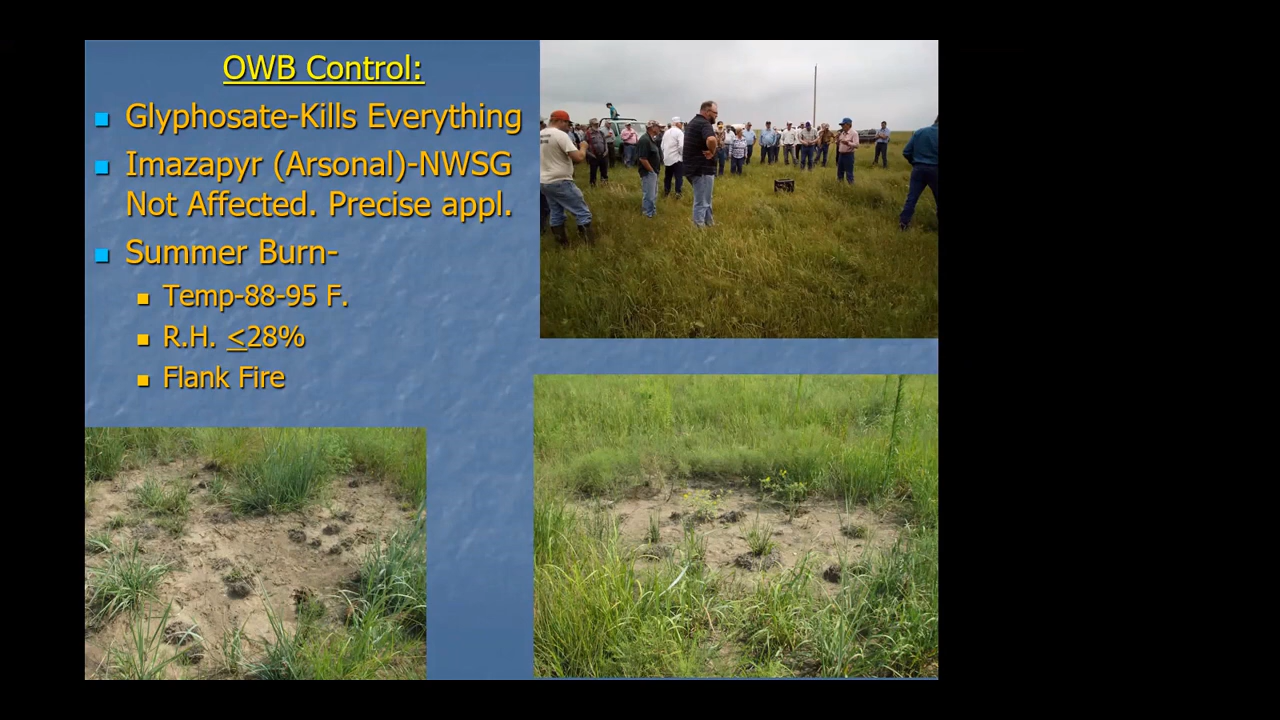 OWB Control:
Glyphosate-Kills Everything
Imazapyr (Arsonal)-NWSG
Not Affected. Precise appl.
Summer Burn-
Temp-88-95 F.
R.H. <28%
Flank Fire